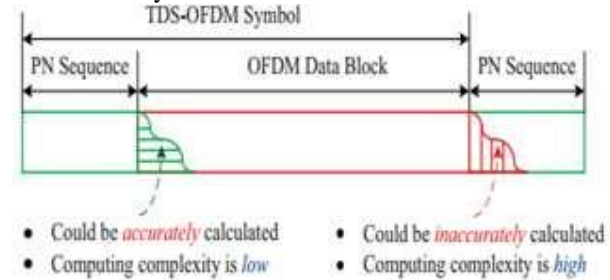 TDS-OFDM Symbol
PN Sequence OFDM Data Block PN Sequence
• Could be accurately calculated
• Computing complexity is low
• Could be inaccurately calculated
• Computing complexity is high